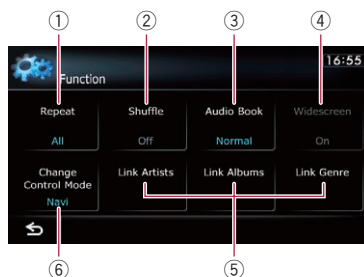 ① ② ③ ④
16:55
Function
Repeat Shuffle Audio Book Widescreen
All Off Normal On
Change Link Artists Link Albums Link Genre
Control Mode
Navi
⑥ ⑤